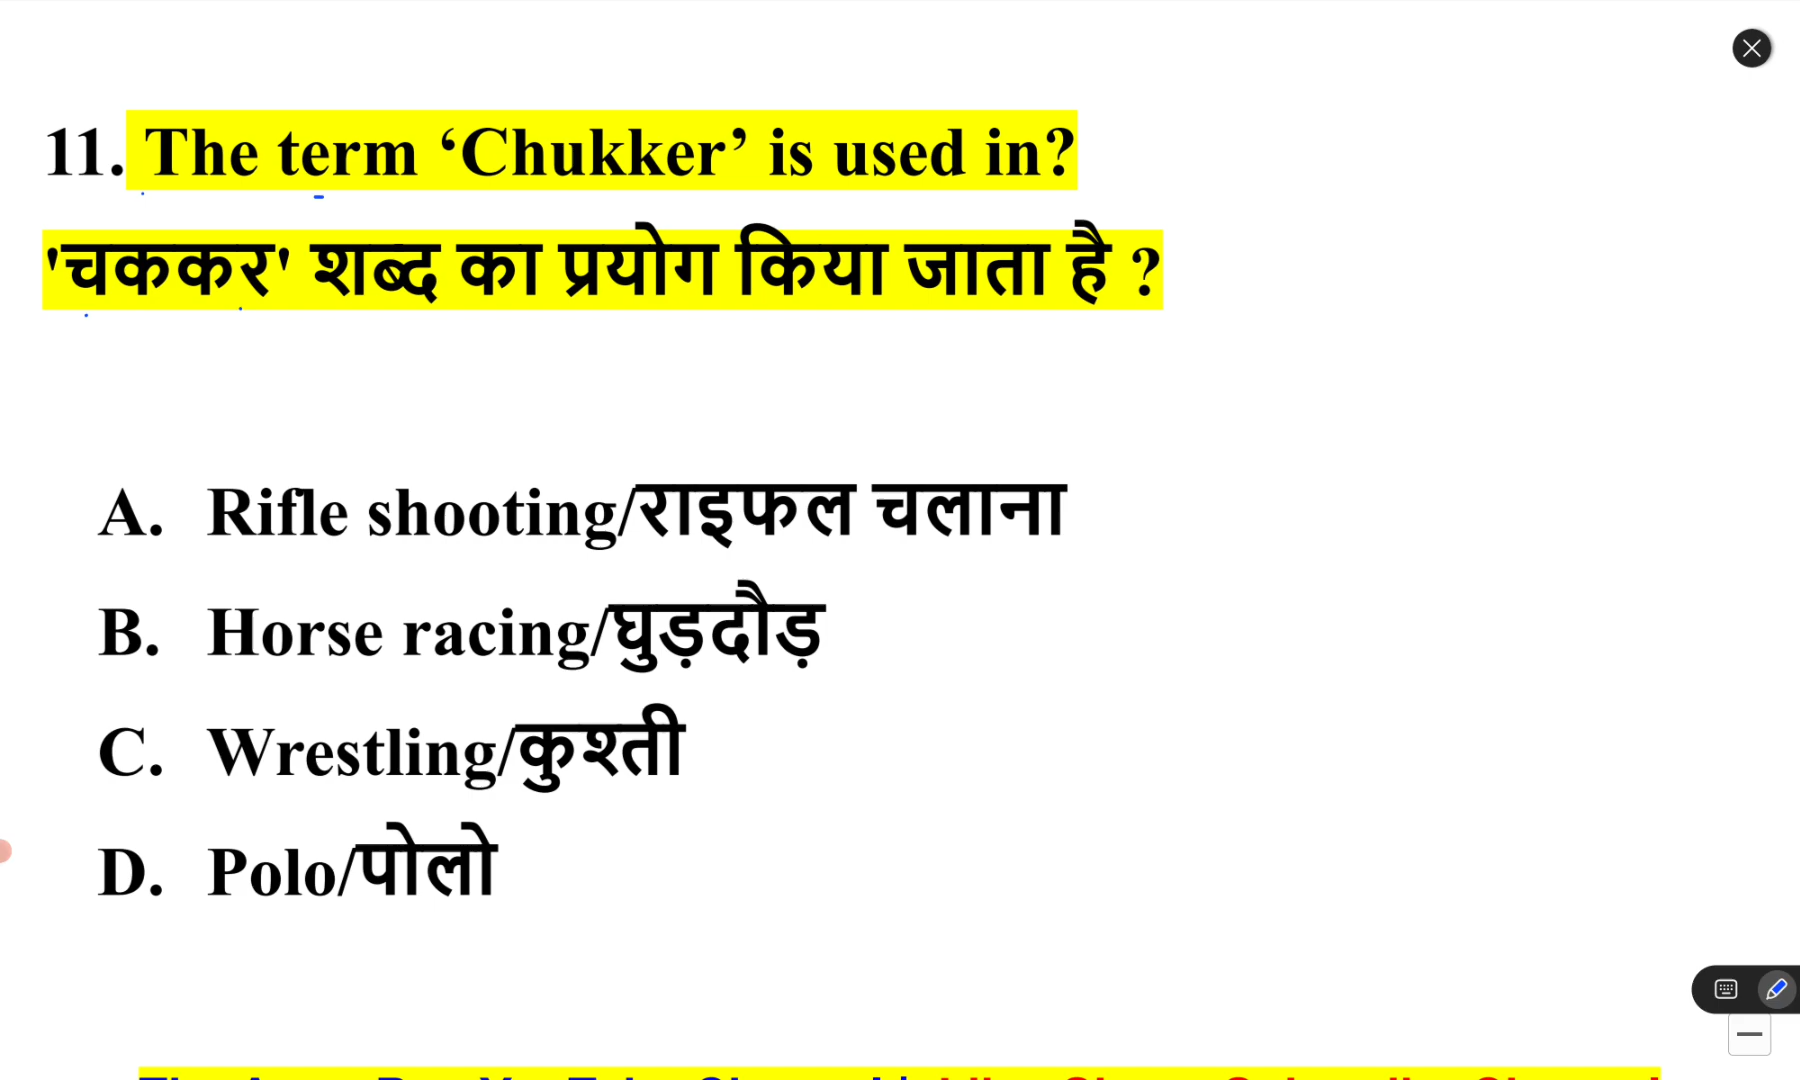 11. The term ‘Chukker’ is used in?
'चककर' शब्द का प्रयोग किया जाता है ?
A. Rifle shooting/राइफल चलाना
B. Horse racing/घुड़दौड़
C. Wrestling/कुश्ती
D. Polo/पोलो